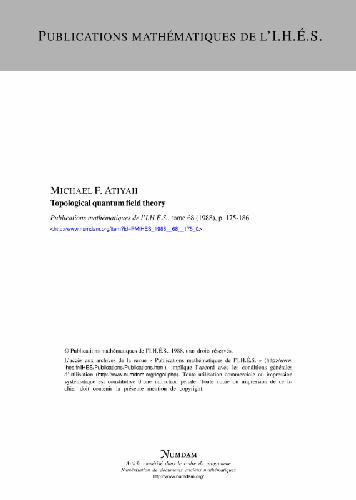 PUBLICATIONS MATHÉMATIQUES DE L'I.H.É.S.
MICHAEL F. ATIYAH
Topological quantum field theory
Publications mathématiques de l'I.H.É.S., tome 68 (1988), p. 175-186
<http://www.numdam.org/item?id=PMIHES_1988__68__175_0>
© Publications mathématiques de l'I.H.É.S., 1988, tous droits réservés.
L'accès aux archives de la revue « Publications mathématiques de l'I.H.É.S. » (http://www.
ihes.fr/IHES/Publications/Publications.html) implique l'accord avec les conditions générales
d'utilisation (http://www.numdam.org/legal.php). Toute utilisation commerciale ou impression
systématique est constitutive d'une infraction pénale. Toute copie ou impression de ce
fichier doit contenir la présente mention de copyright.
NUMDAM
Article numérisé dans le cadre du programme
Numérisation de documents anciens mathématiques
http://www.numdam.org/